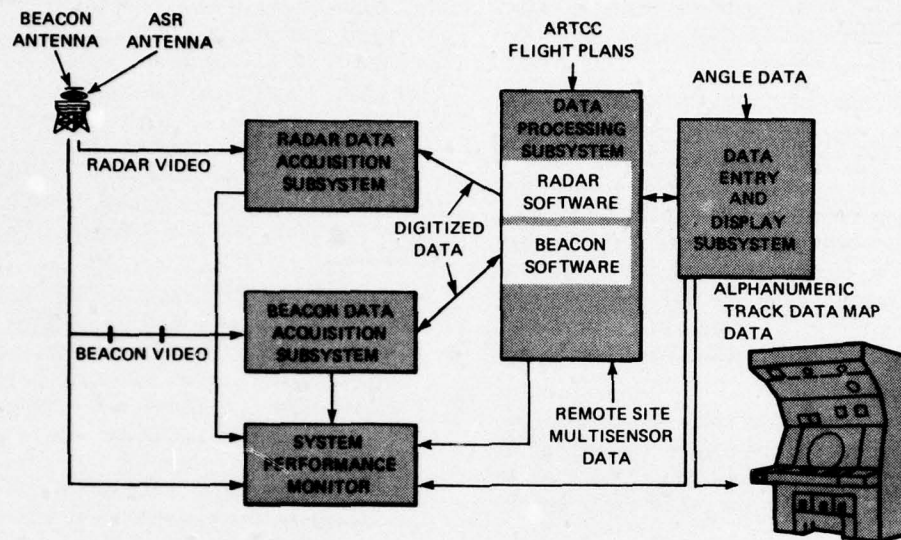 BEACON
ANTENNA
ASR
ANTENNA
ARTCC
FLIGHT PLANS
ANGLE DATA
RADAR VIDEO
RADAR DATA
ACQUISITION
SUBSYSTEM
DATA
PROCESSING
SUBSYSTEM
RADAR
SOFTWARE
BEACON
SOFTWARE
DATA
ENTRY
AND
DISPLAY
SUBSYSTEM
DIGITIZED
DATA
BEACON VIDEO
BEACON DATA
ACQUISITION
SUBSYSTEM
ALPHANUMERIC
TRACK DATA MAP
DATA
REMOTE SITE
MULTISENSOR
DATA
SYSTEM
PERFORMANCE
MONITOR